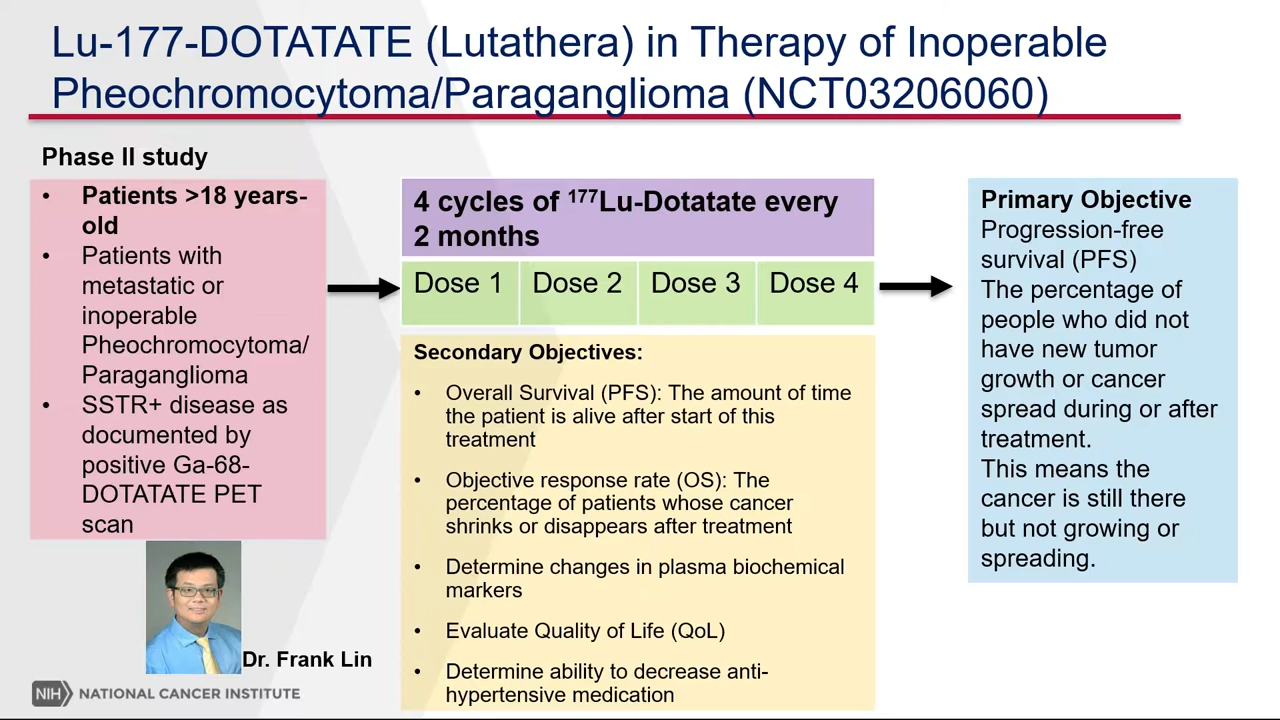 Lu-177-DOTATATE (Lutathera) in Therapy of Inoperable
Pheochromocytoma/Paraganglioma (NCT03206060)
Phase II study
• Patients >18 years-
old
• Patients with
metastatic or
inoperable
Pheochromocytoma/
Paraganglioma
• SSTR+ disease as
documented by
positive Ga-68-
DOTATATE PET
scan
Dr. Frank Lin
NIH NATIONAL CANCER INSTITUTE
4 cycles of ¹⁷⁷Lu-Dotatate every
2 months
Dose 1 Dose 2 Dose 3 Dose 4
Secondary Objectives:
• Overall Survival (PFS): The amount of time
the patient is alive after start of this
treatment
• Objective response rate (OS): The
percentage of patients whose cancer
shrinks or disappears after treatment
• Determine changes in plasma biochemical
markers
• Evaluate Quality of Life (QoL)
• Determine ability to decrease anti-
hypertensive medication
Primary Objective
Progression-free
survival (PFS)
The percentage of
people who did not
have new tumor
growth or cancer
spread during or after
treatment.
This means the
cancer is still there
but not growing or
spreading.